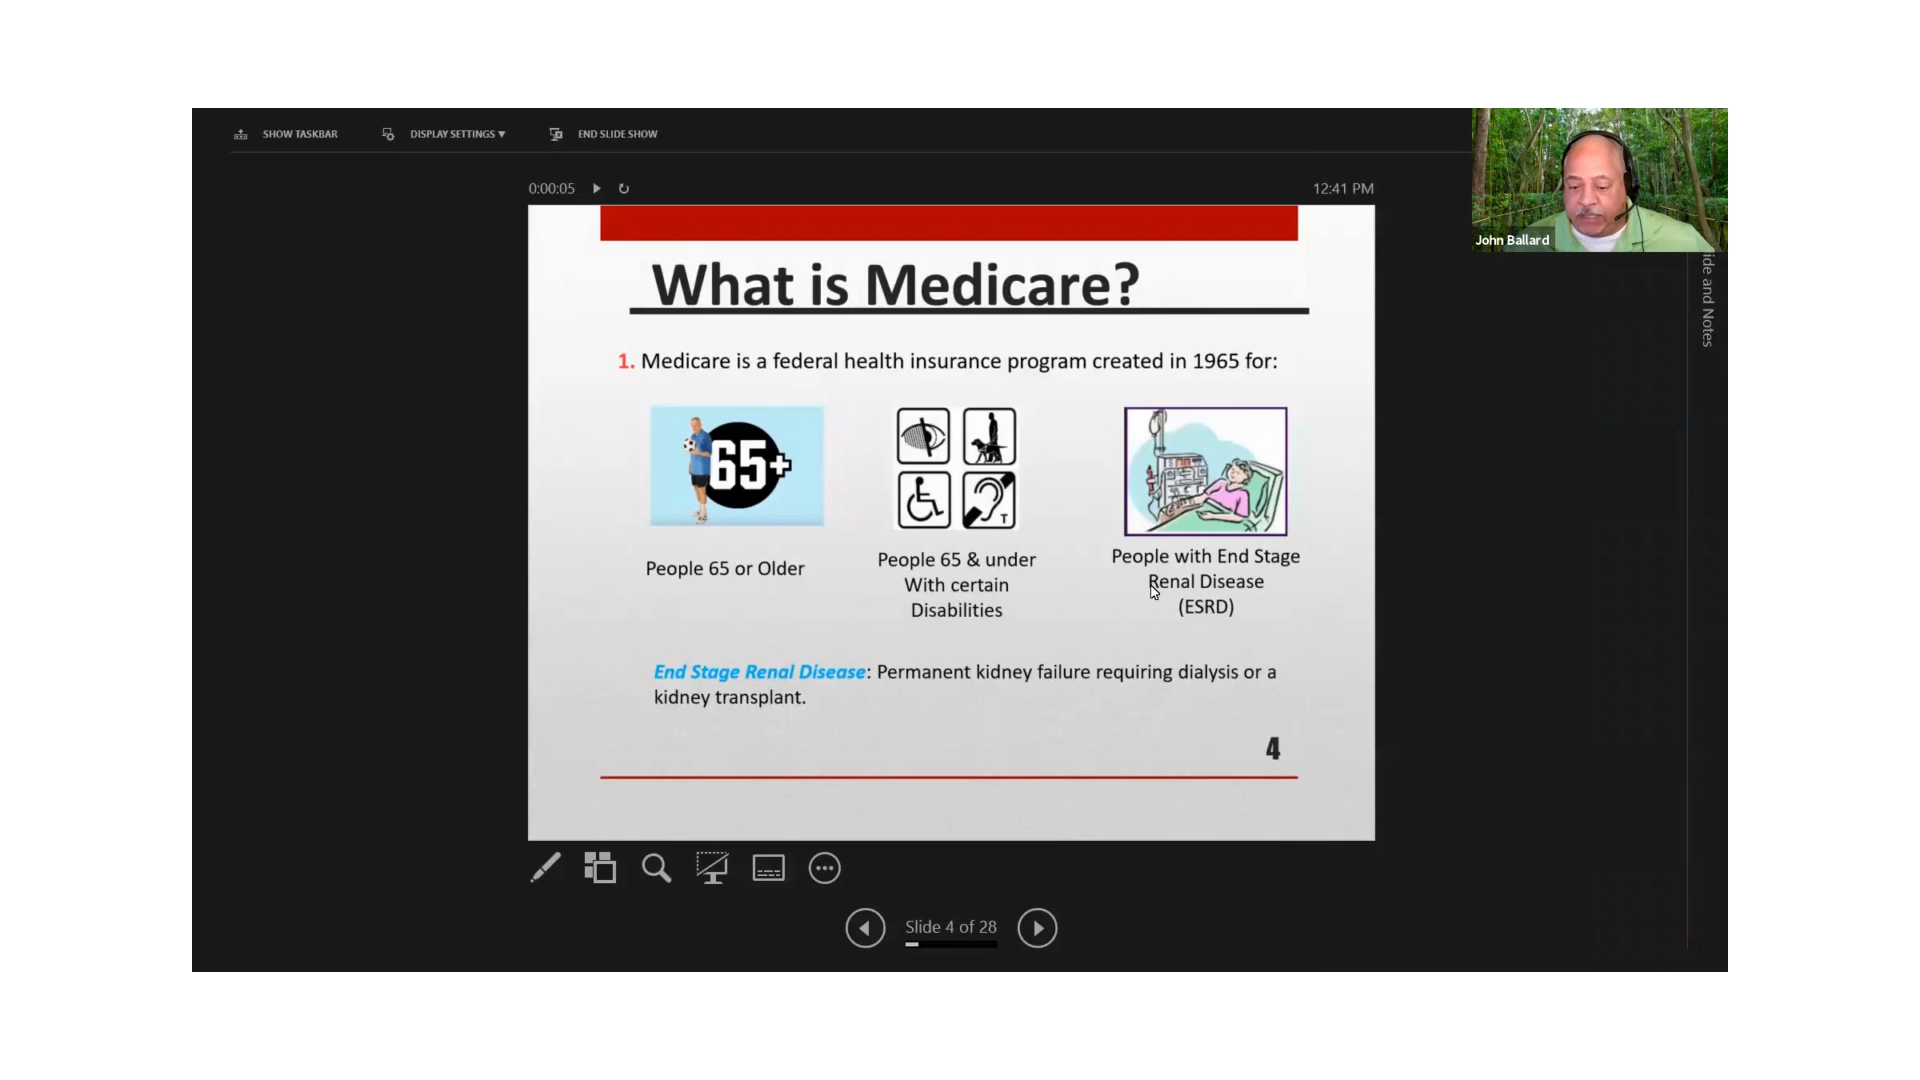 SHOW TASKBAR
DISPLAY SETTINGS ▼
END SLIDE SHOW
John Ballard
0:00:05
12:41 PM
What is Medicare?
1. Medicare is a federal health insurance program created in 1965 for:
65+
T
People 65 or Older
People 65 & under
With certain
Disabilities
People with End Stage
Renal Disease
(ESRD)
End Stage Renal Disease: Permanent kidney failure requiring dialysis or a
kidney transplant.
4
Slide 4 of 28
ide and Notes